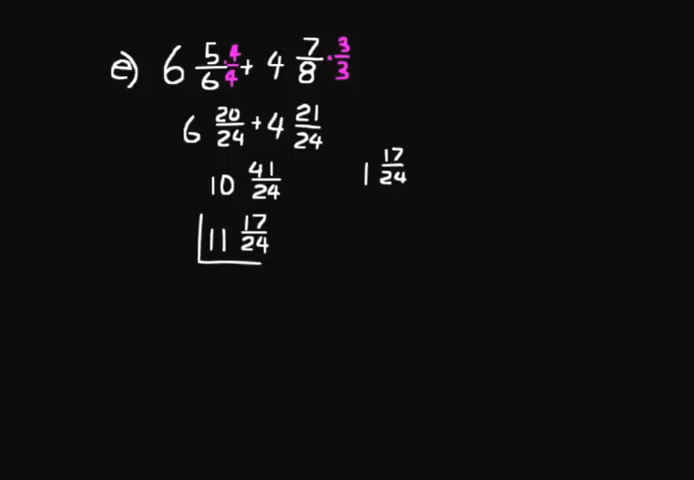 e) 6 5/6 · 4/4 + 4 7/8 · 3/3
6 20/24 + 4 21/24
10 41/24
1 17/24
11 17/24